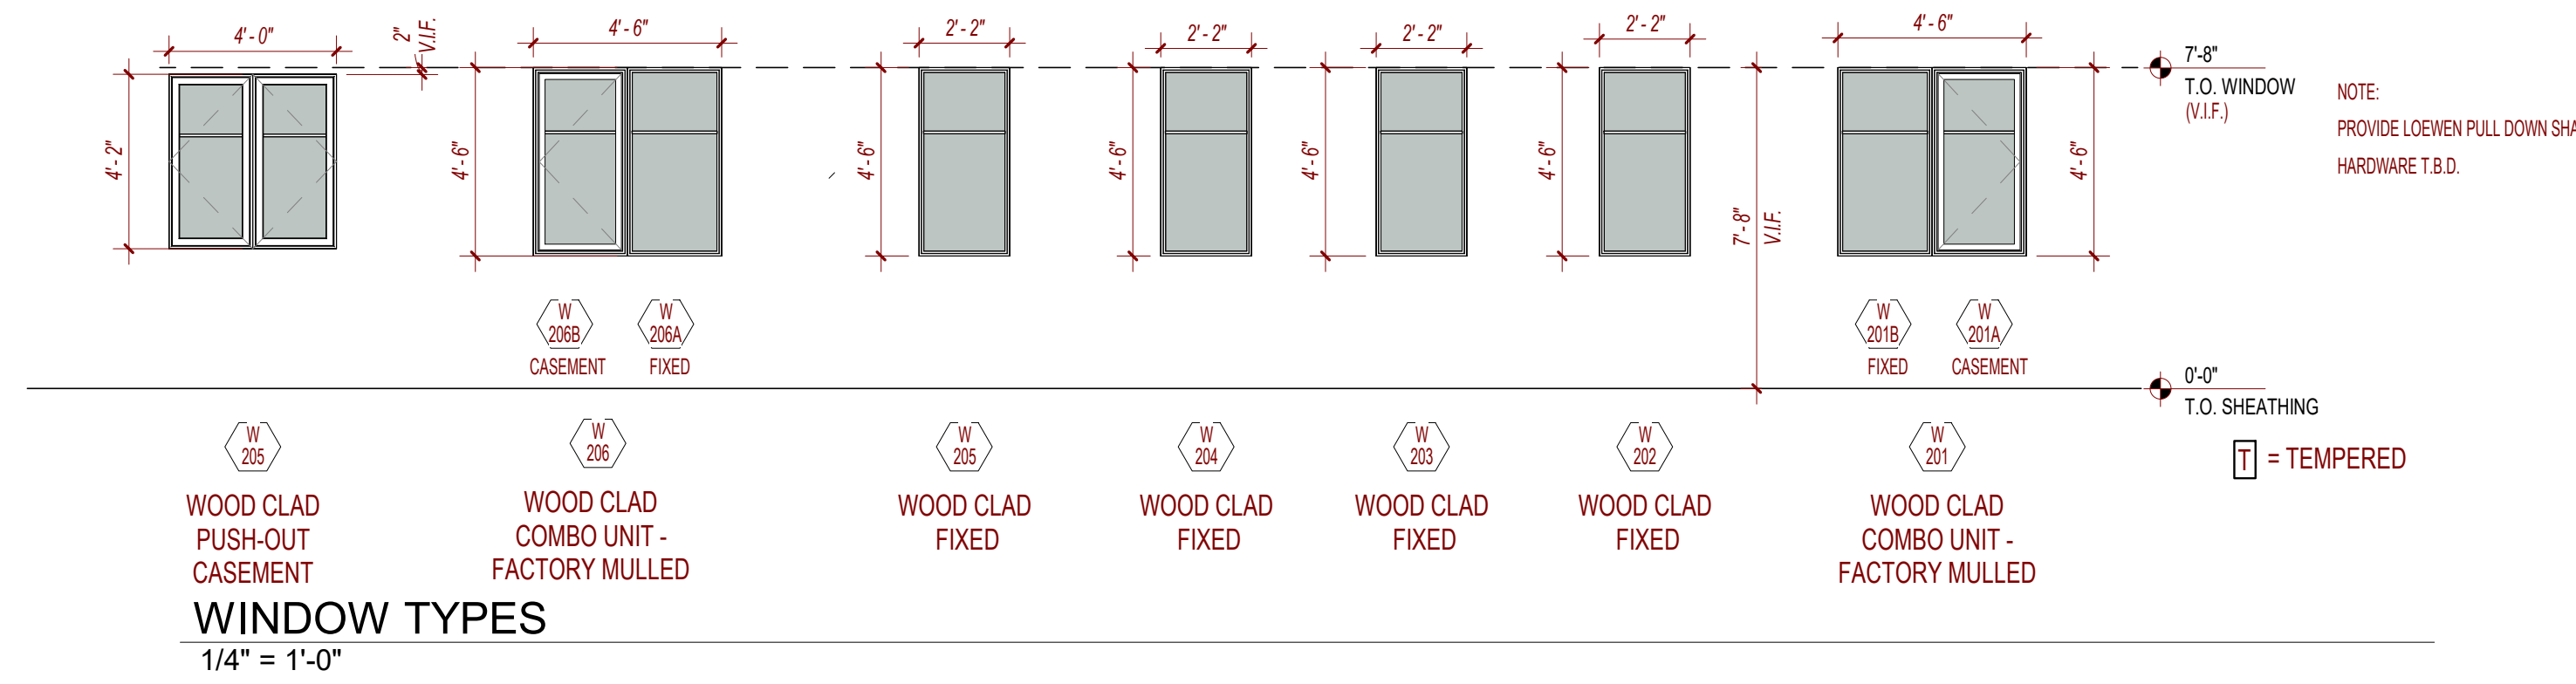 4'-0"
2"
V.I.F.
4'-6"
2'-2"
2'-2"
2'-2"
2'-2"
4'-6"
7'-8"
T.O. WINDOW
(V.I.F.)
NOTE:
PROVIDE LOEWEN PULL DOWN SHA
HARDWARE T.B.D.
4'-2"
4'-6"
4'-6"
4'-6"
4'-6"
4'-6"
7'-8"
V.I.F.
4'-6"
W
206B
CASEMENT
W
206A
FIXED
W
201B
FIXED
W
201A
CASEMENT
0'-0"
T.O. SHEATHING
W
205
WOOD CLAD
PUSH-OUT
CASEMENT
W
206
WOOD CLAD
COMBO UNIT -
FACTORY MULLED
W
205
WOOD CLAD
FIXED
W
204
WOOD CLAD
FIXED
W
203
WOOD CLAD
FIXED
W
202
WOOD CLAD
FIXED
W
201
WOOD CLAD
COMBO UNIT -
FACTORY MULLED
T = TEMPERED
WINDOW TYPES
1/4" = 1'-0"